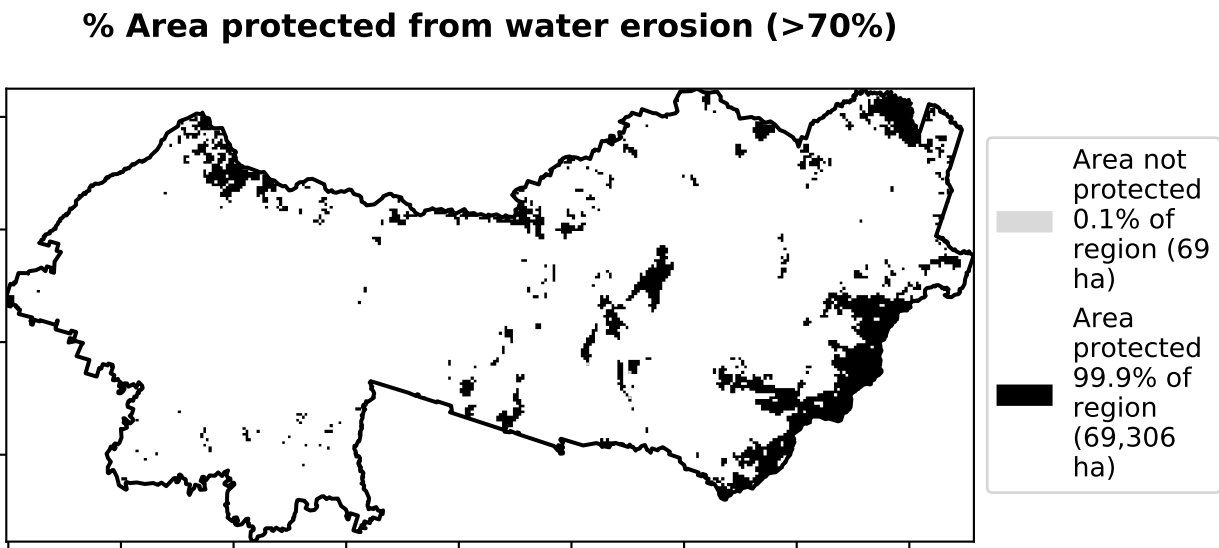 % Area protected from water erosion (>70%)
Area not
protected
0.1% of
region (69
ha)
Area
protected
99.9% of
region
(69,306
ha)